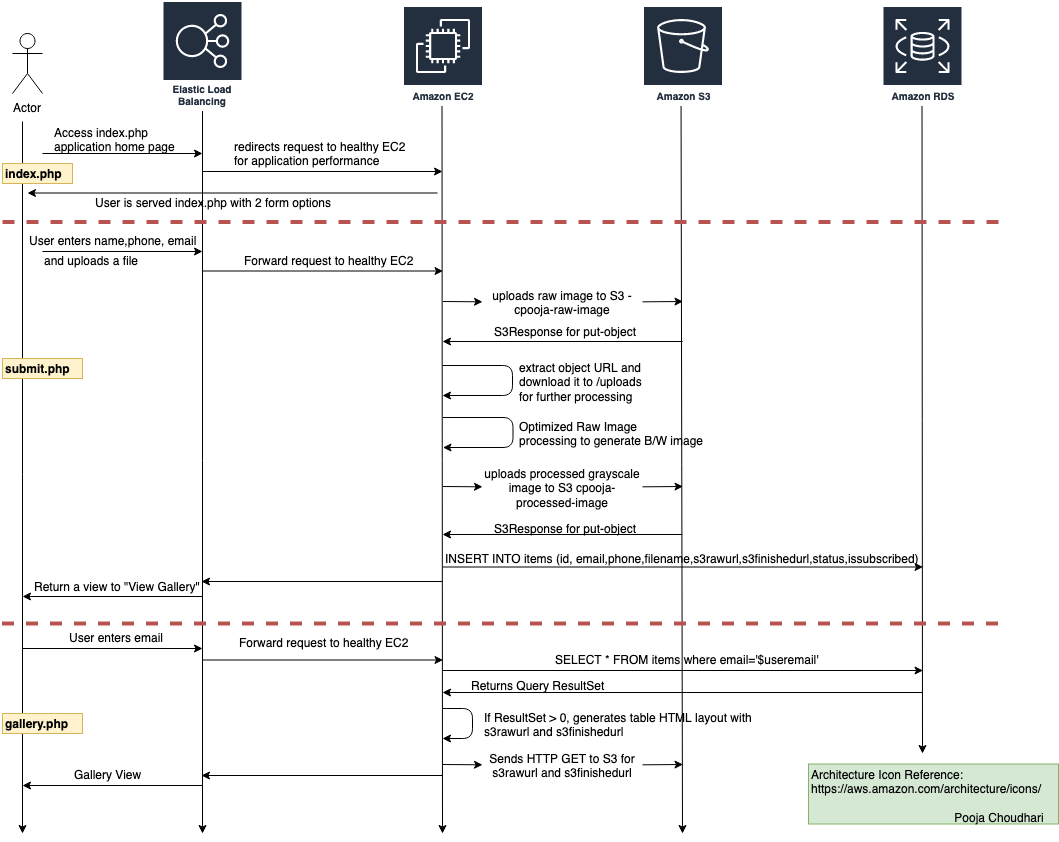 Actor
Elastic Load
Balancing
Amazon EC2
Amazon S3
Amazon RDS
Access index.php
application home page
redirects request to healthy EC2
for application performance
index.php
User is served index.php with 2 form options
User enters name,phone, email
and uploads a file
Forward request to healthy EC2
uploads raw image to S3 -
cpooja-raw-image
S3Response for put-object
submit.php
extract object URL and
download it to /uploads
for further processing
Optimized Raw Image
processing to generate B/W image
uploads processed grayscale
image to S3 cpooja-
processed-image
S3Response for put-object
INSERT INTO items (id, email,phone,filename,s3rawurl,s3finishedurl,status,issubscribed)
Return a view to "View Gallery"
User enters email
Forward request to healthy EC2
SELECT * FROM items where email='$useremail'
Returns Query ResultSet
gallery.php
If ResultSet > 0, generates table HTML layout with
s3rawurl and s3finishedurl
Sends HTTP GET to S3 for
s3rawurl and s3finishedurl
Gallery View
Architecture Icon Reference:
https://aws.amazon.com/architecture/icons/
Pooja Choudhari